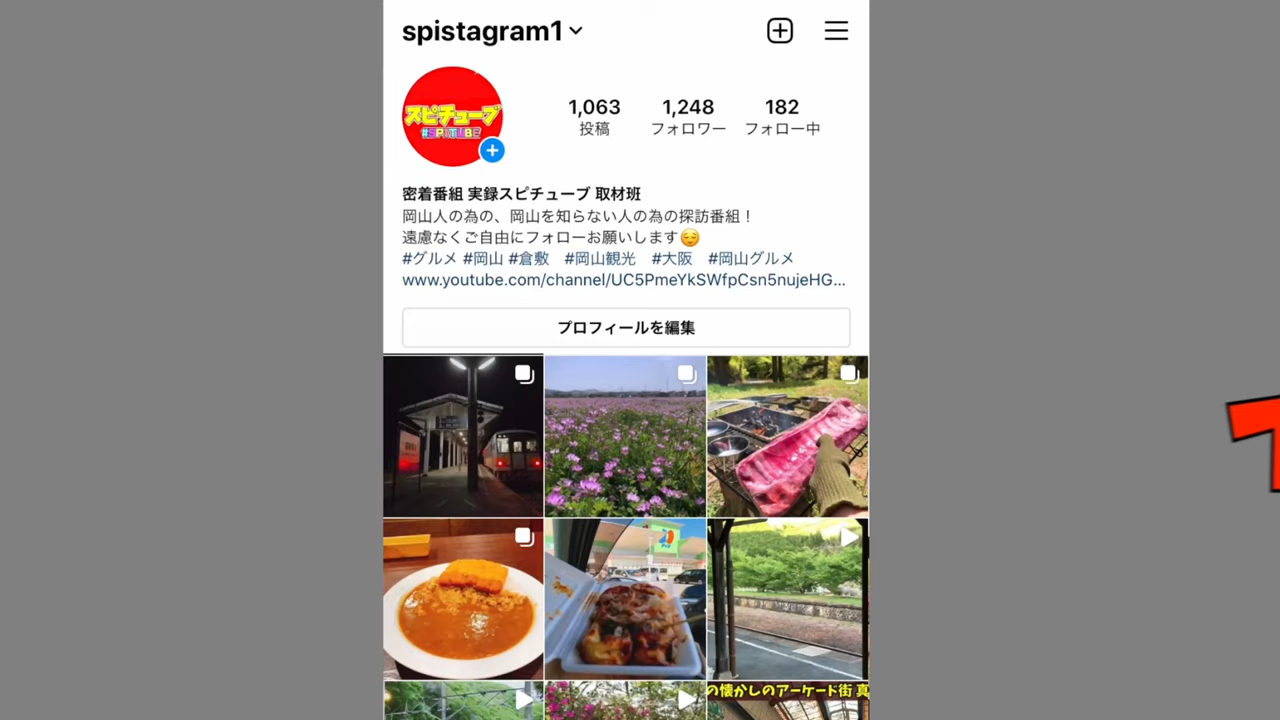 spistagram1
スピチューブ
#SPITUBE
1,063
投稿
1,248
フォロワー
182
フォロー中
密着番組 実録スピチューブ 取材班
岡山人の為の、岡山を知らない人の為の探訪番組！
遠慮なくご自由にフォローお願いします😌
#グルメ #岡山 #倉敷 #岡山観光 #大阪 #岡山グルメ
www.youtube.com/channel/UC5PmeYkSWfpCsn5nujeHG...
プロフィールを編集
の懐かしのアーケード街 真